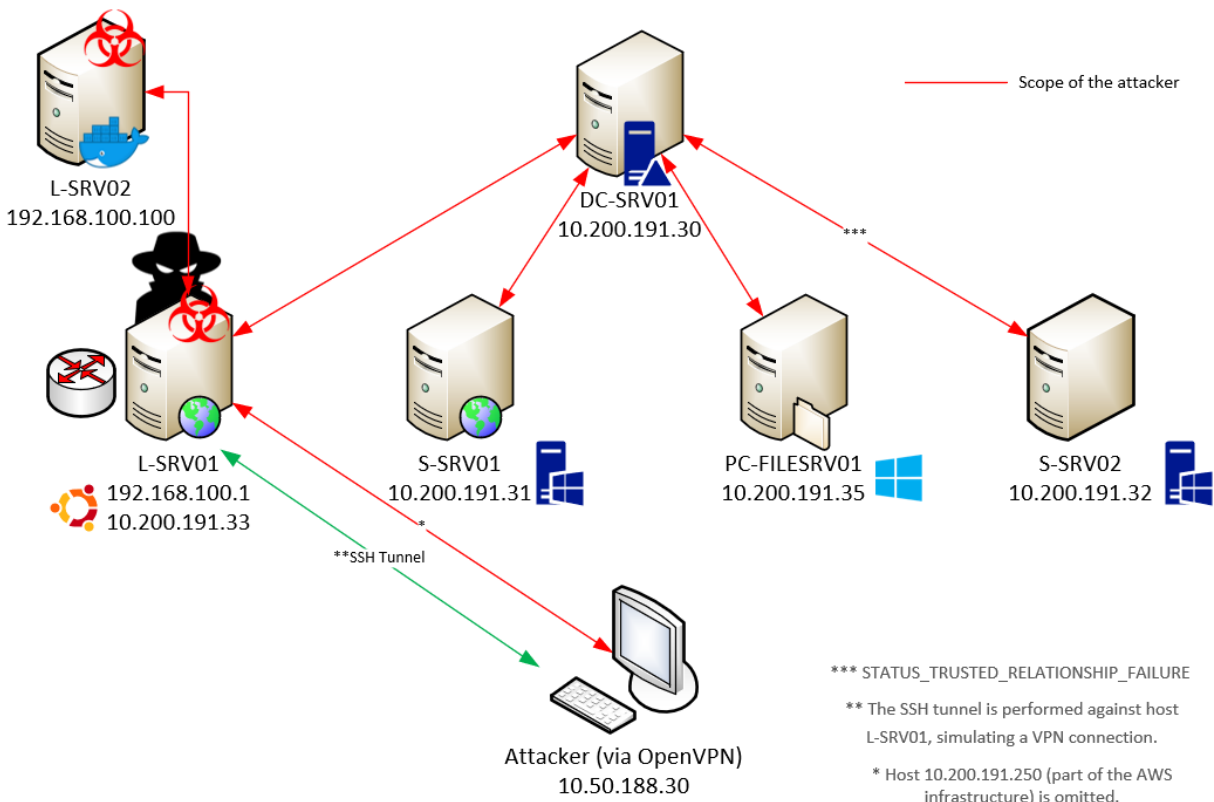 Scope of the attacker
L-SRV02
192.168.100.100
DC-SRV01
10.200.191.30
***
L-SRV01
192.168.100.1
10.200.191.33
S-SRV01
10.200.191.31
PC-FILESRV01
10.200.191.35
S-SRV02
10.200.191.32
*
**SSH Tunnel
Attacker (via OpenVPN)
10.50.188.30
*** STATUS_TRUSTED_RELATIONSHIP_FAILURE
** The SSH tunnel is performed against host
L-SRV01, simulating a VPN connection.
* Host 10.200.191.250 (part of the AWS
infrastructure) is omitted.